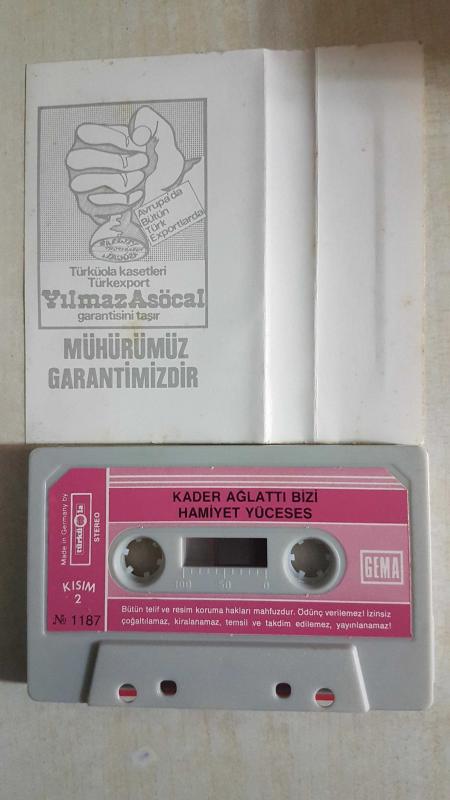 Avrupa'da
Bütün
Türk
Exportlarda
Türküola kasetleri
Türkexport
Yılmaz Asöcal
garantisini taşır
MÜHÜRÜMÜZ
GARANTİMİZDİR
Made in Germany by
türküola
STEREO
KADER AĞLATTI BİZİ
HAMİYET YÜCESES
100 50 0
GEMA
KISIM
2
№ 1187
Bütün telif ve resim koruma hakları mahfuzdur. Ödünç verilemez! İzinsiz
çoğaltılamaz, kiralanamaz, temsil ve takdim edilemez, yayınlanamaz!